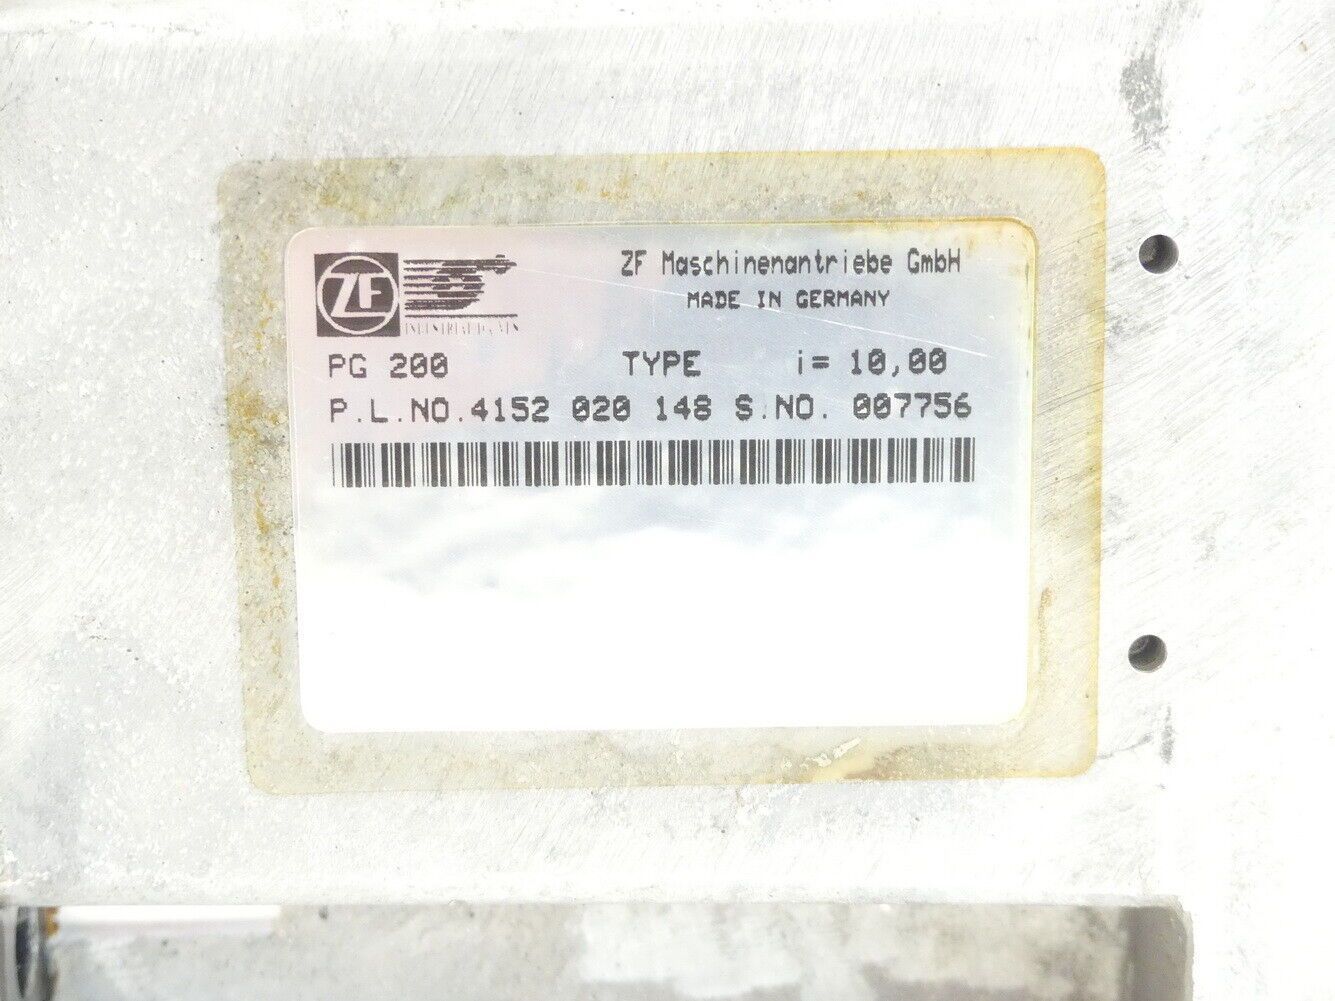 ZF
ZF Maschinenantriebe GmbH
MADE IN GERMANY
PG 200 TYPE i= 10,00
P.L.NO.4152 020 148 S.NO. 007756